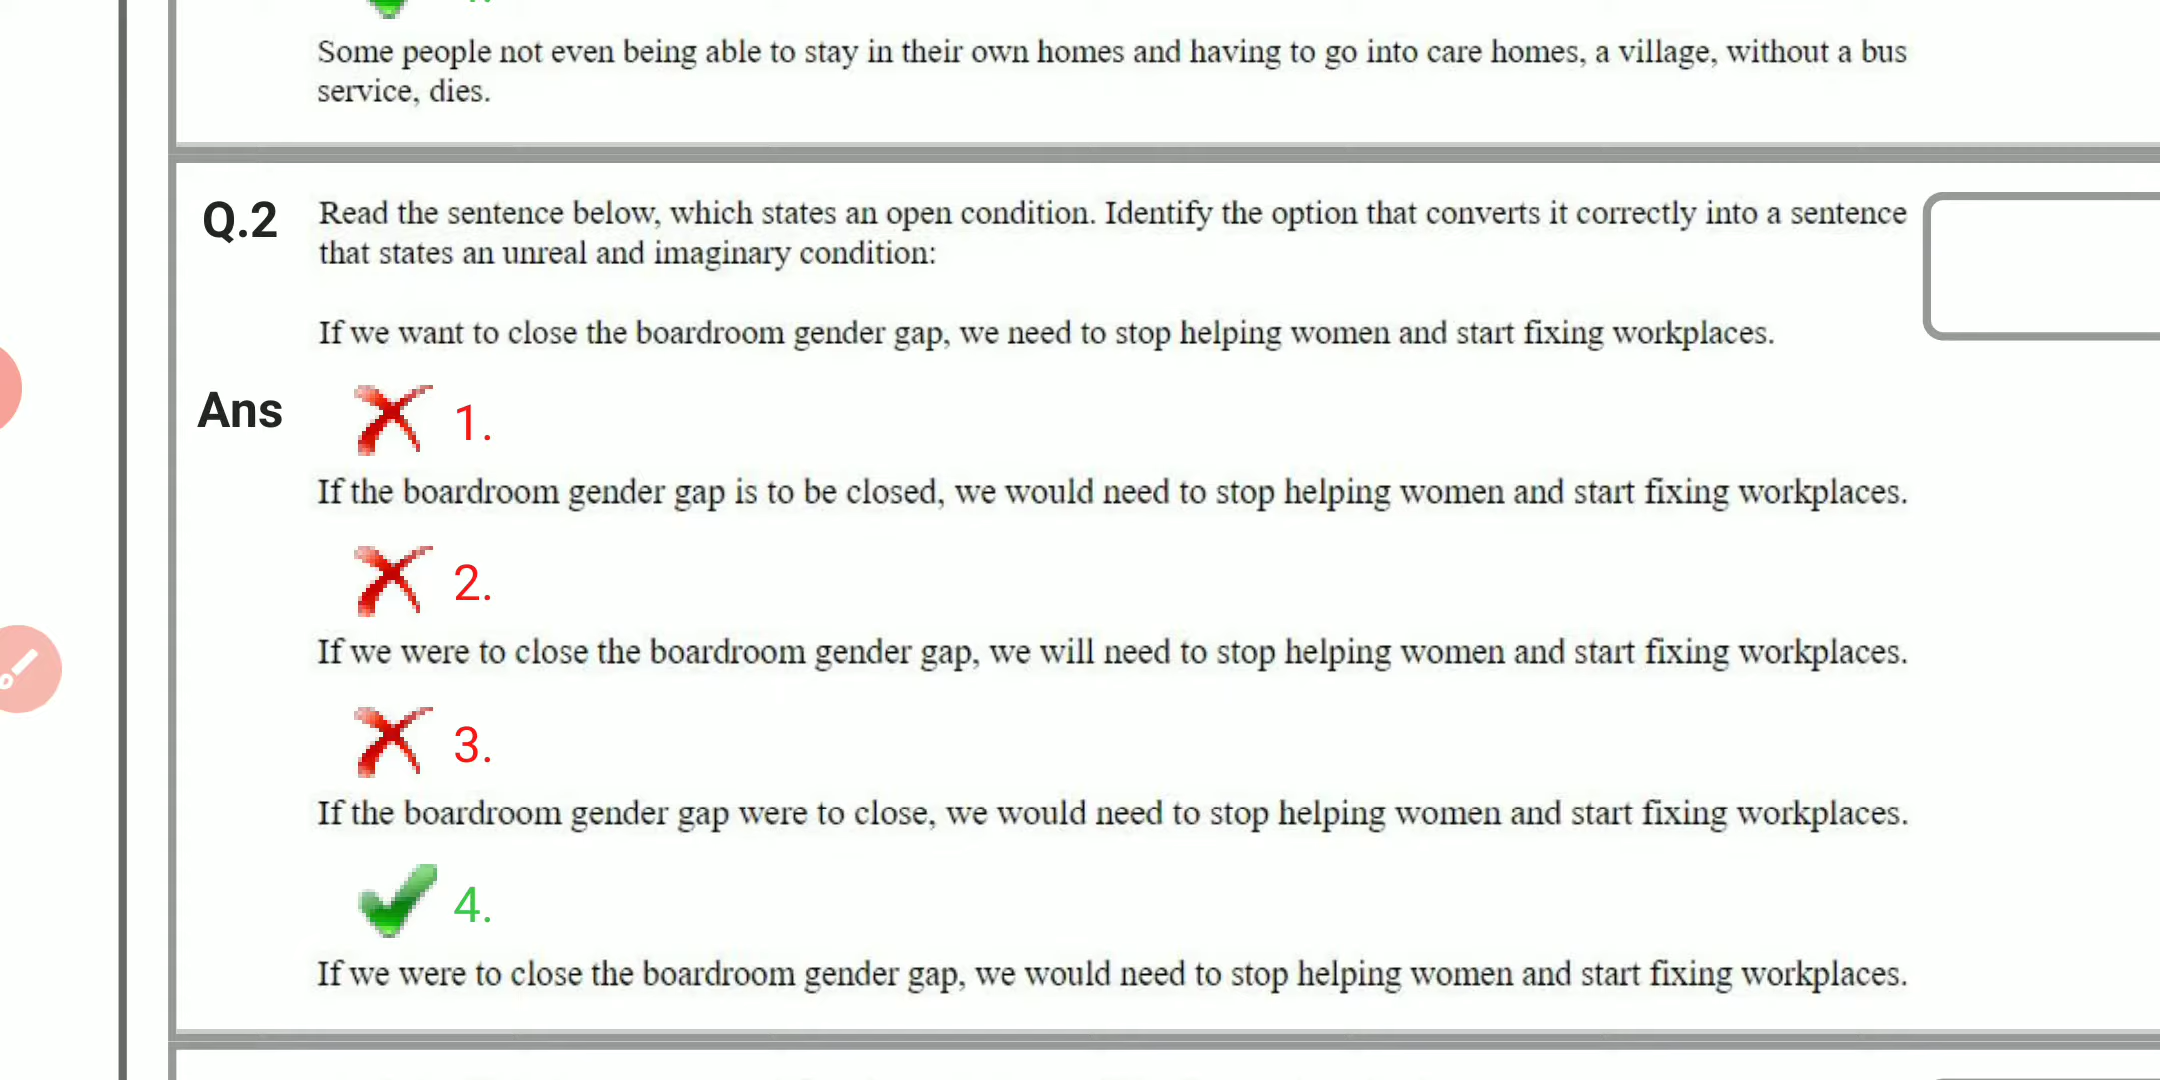 Some people not even being able to stay in their own homes and having to go into care homes, a village, without a bus
service, dies.
Q.2 Read the sentence below, which states an open condition. Identify the option that converts it correctly into a sentence
that states an unreal and imaginary condition:
If we want to close the boardroom gender gap, we need to stop helping women and start fixing workplaces.
Ans 1.
If the boardroom gender gap is to be closed, we would need to stop helping women and start fixing workplaces.
2.
If we were to close the boardroom gender gap, we will need to stop helping women and start fixing workplaces.
3.
If the boardroom gender gap were to close, we would need to stop helping women and start fixing workplaces.
4.
If we were to close the boardroom gender gap, we would need to stop helping women and start fixing workplaces.